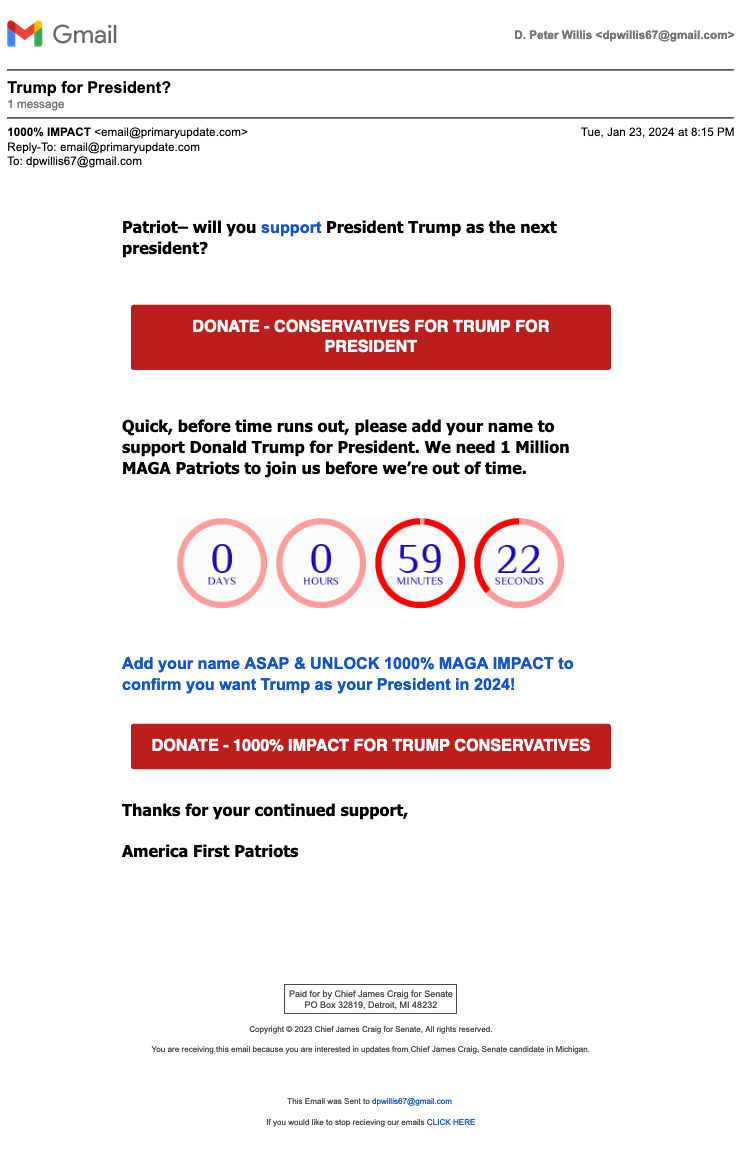 Gmail
D. Peter Willis <dpwillis67@gmail.com>
Trump for President?
1 message
1000% IMPACT <email@primaryupdate.com>
Tue, Jan 23, 2024 at 8:15 PM
Reply-To: email@primaryupdate.com
To: dpwillis67@gmail.com
Patriot– will you support President Trump as the next
president?
DONATE - CONSERVATIVES FOR TRUMP FOR
PRESIDENT
Quick, before time runs out, please add your name to
support Donald Trump for President. We need 1 Million
MAGA Patriots to join us before we’re out of time.
0 0 59 22
DAYS HOURS MINUTES SECONDS
Add your name ASAP & UNLOCK 1000% MAGA IMPACT to
confirm you want Trump as your President in 2024!
DONATE - 1000% IMPACT FOR TRUMP CONSERVATIVES
Thanks for your continued support,
America First Patriots
Paid for by Chief James Craig for Senate
PO Box 32819, Detroit, MI 48232
Copyright © 2023 Chief James Craig for Senate, All rights reserved.
You are receiving this email because you are interested in updates from Chief James Craig, Senate candidate in Michigan.
This Email was Sent to dpwillis67@gmail.com
If you would like to stop recieving our emails CLICK HERE